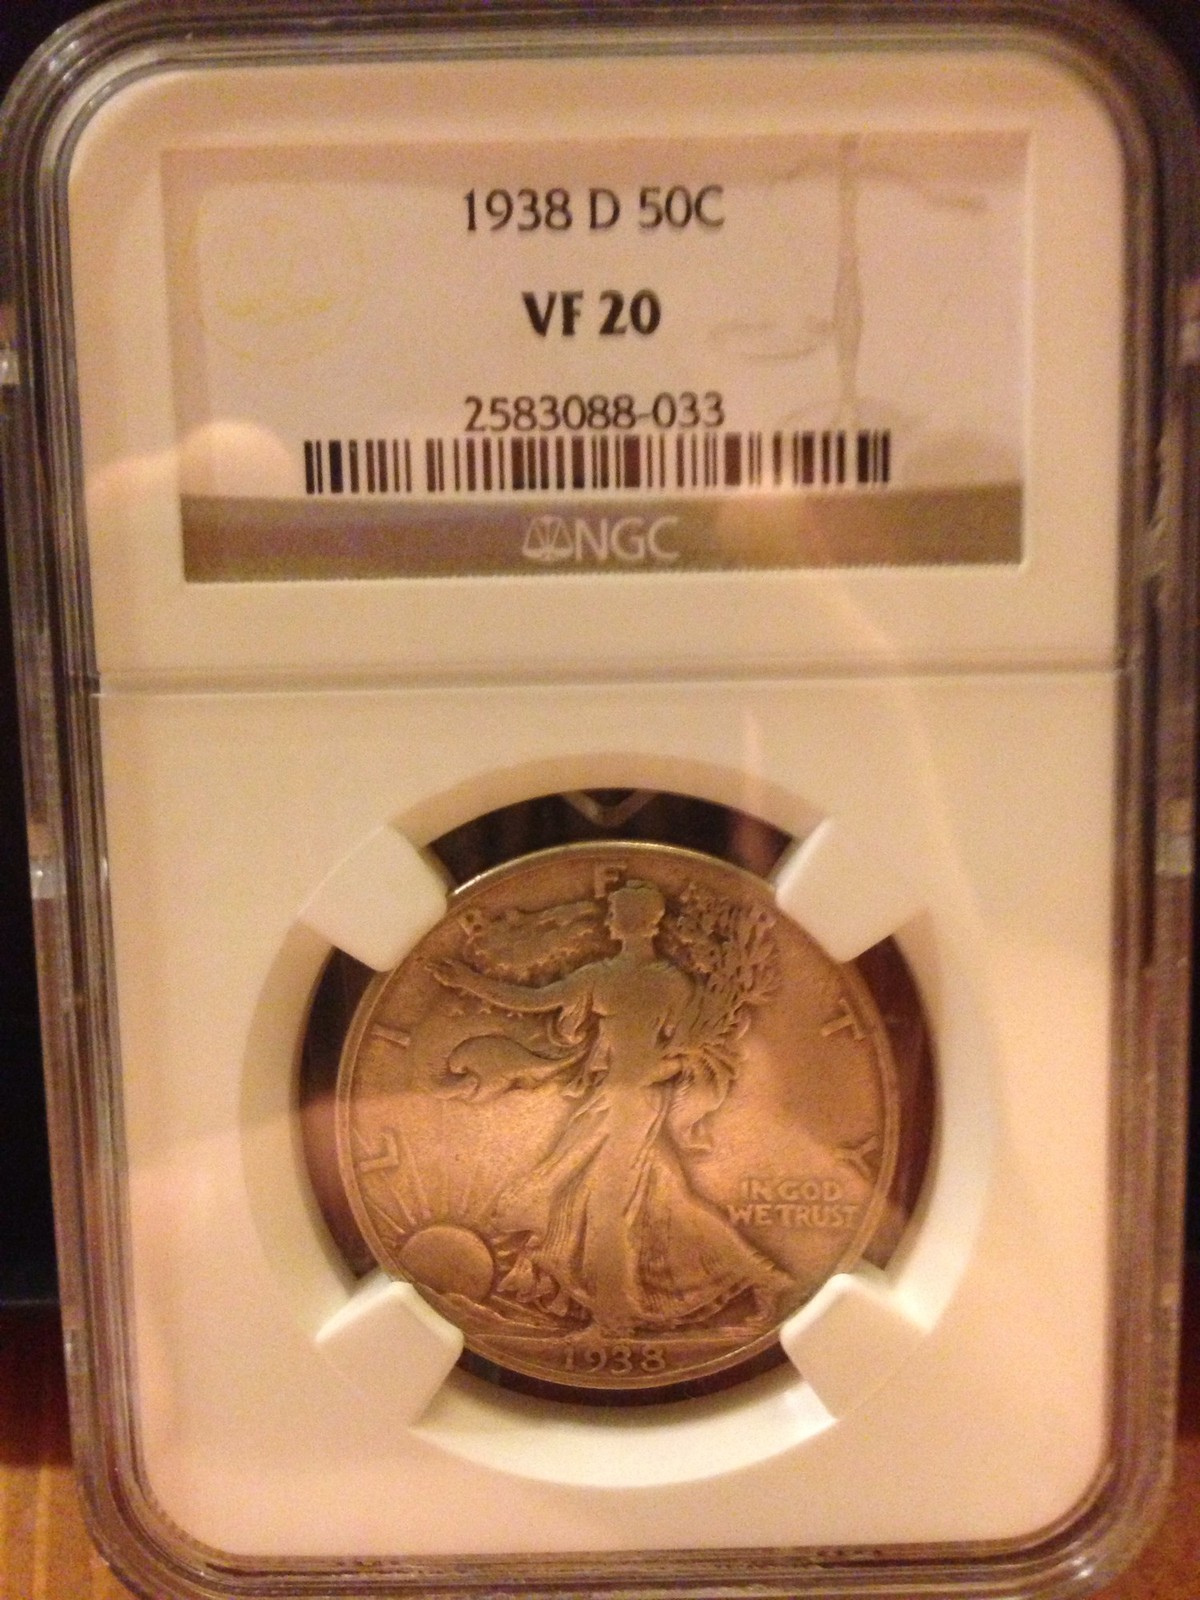 1938 D 50C
VF 20
2583088-033
NGC
LIBERTY
IN GOD
WE TRUST
1938